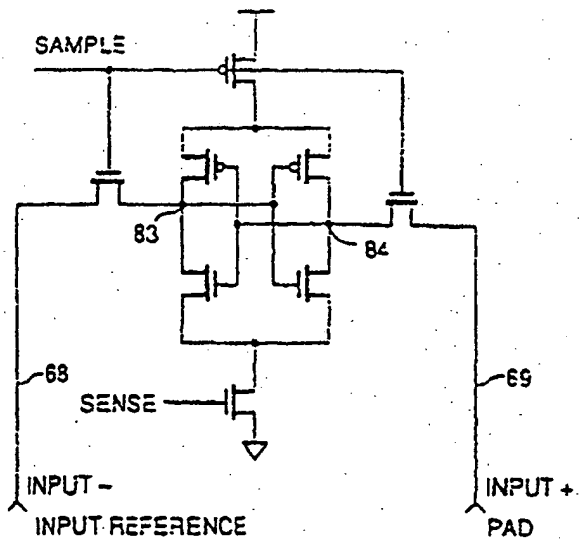 SAMPLE
83
84
68
69
SENSE
INPUT -
INPUT REFERENCE
INPUT +
PAD